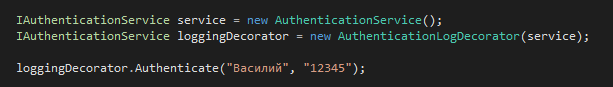 IAuthenticationService service = new AuthenticationService();
IAuthenticationService loggingDecorator = new AuthenticationLogDecorator(service);
loggingDecorator.Authenticate("Василий", "12345");